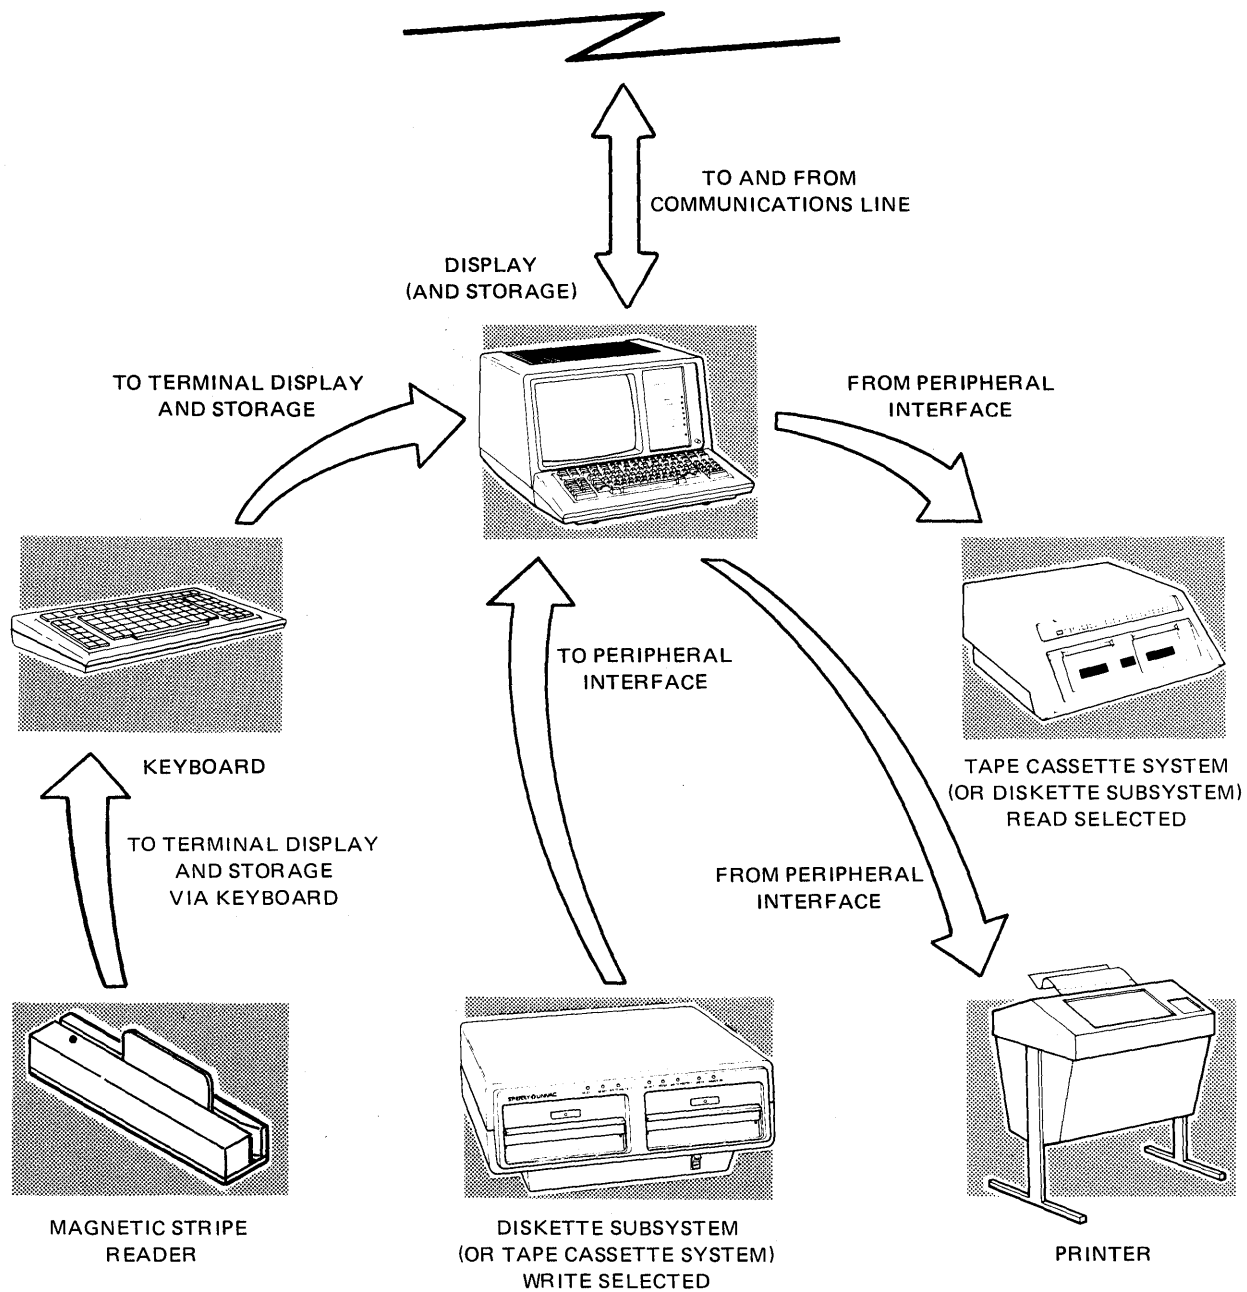 TO AND FROM
COMMUNICATIONS LINE
DISPLAY
(AND STORAGE)
TO TERMINAL DISPLAY
AND STORAGE
FROM PERIPHERAL
INTERFACE
TO PERIPHERAL
INTERFACE
KEYBOARD
TAPE CASSETTE SYSTEM
(OR DISKETTE SUBSYSTEM)
READ SELECTED
TO TERMINAL DISPLAY
AND STORAGE
VIA KEYBOARD
FROM PERIPHERAL
INTERFACE
SPERRY UNIVAC
MAGNETIC STRIPE
READER
DISKETTE SUBSYSTEM
(OR TAPE CASSETTE SYSTEM)
WRITE SELECTED
PRINTER